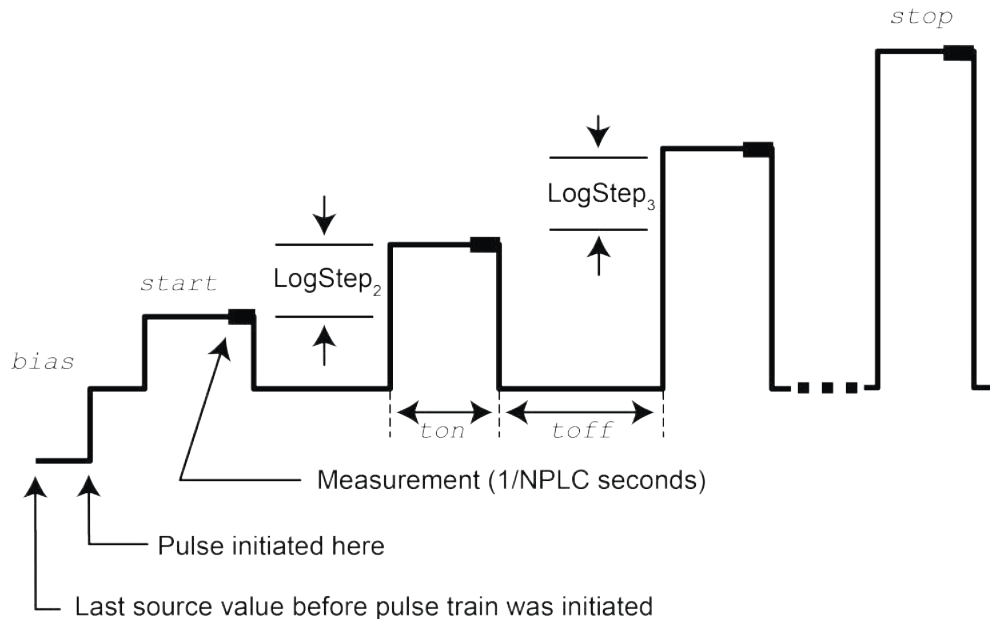 stop
LogStep3
LogStep2
start
bias
ton
toff
Measurement (1/NPLC seconds)
Pulse initiated here
Last source value before pulse train was initiated